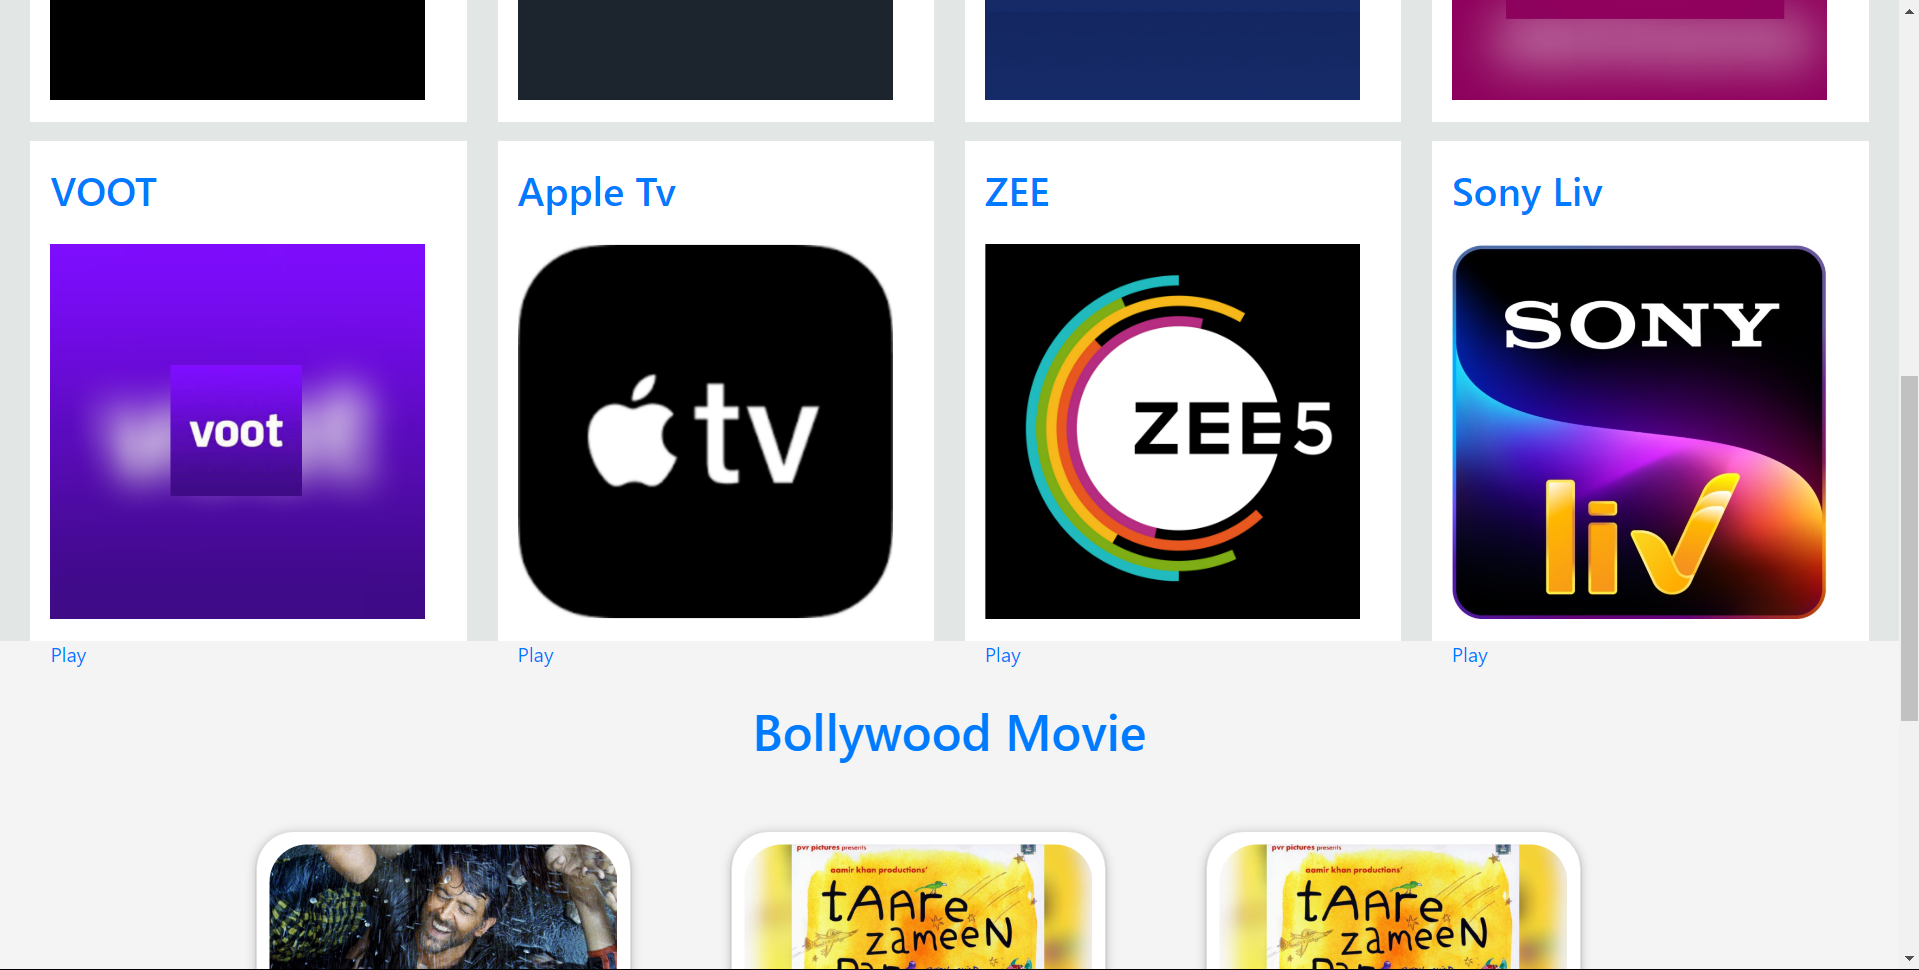 VOOT
Apple Tv
ZEE
Sony Liv
voot
tv
ZEE5
SONY
liv
Play
Play
Play
Play
Bollywood Movie
pvr pictures presents
aamir khan productions'
tAAre
zameeN
pvr pictures presents
aamir khan productions'
tAAre
zameeN